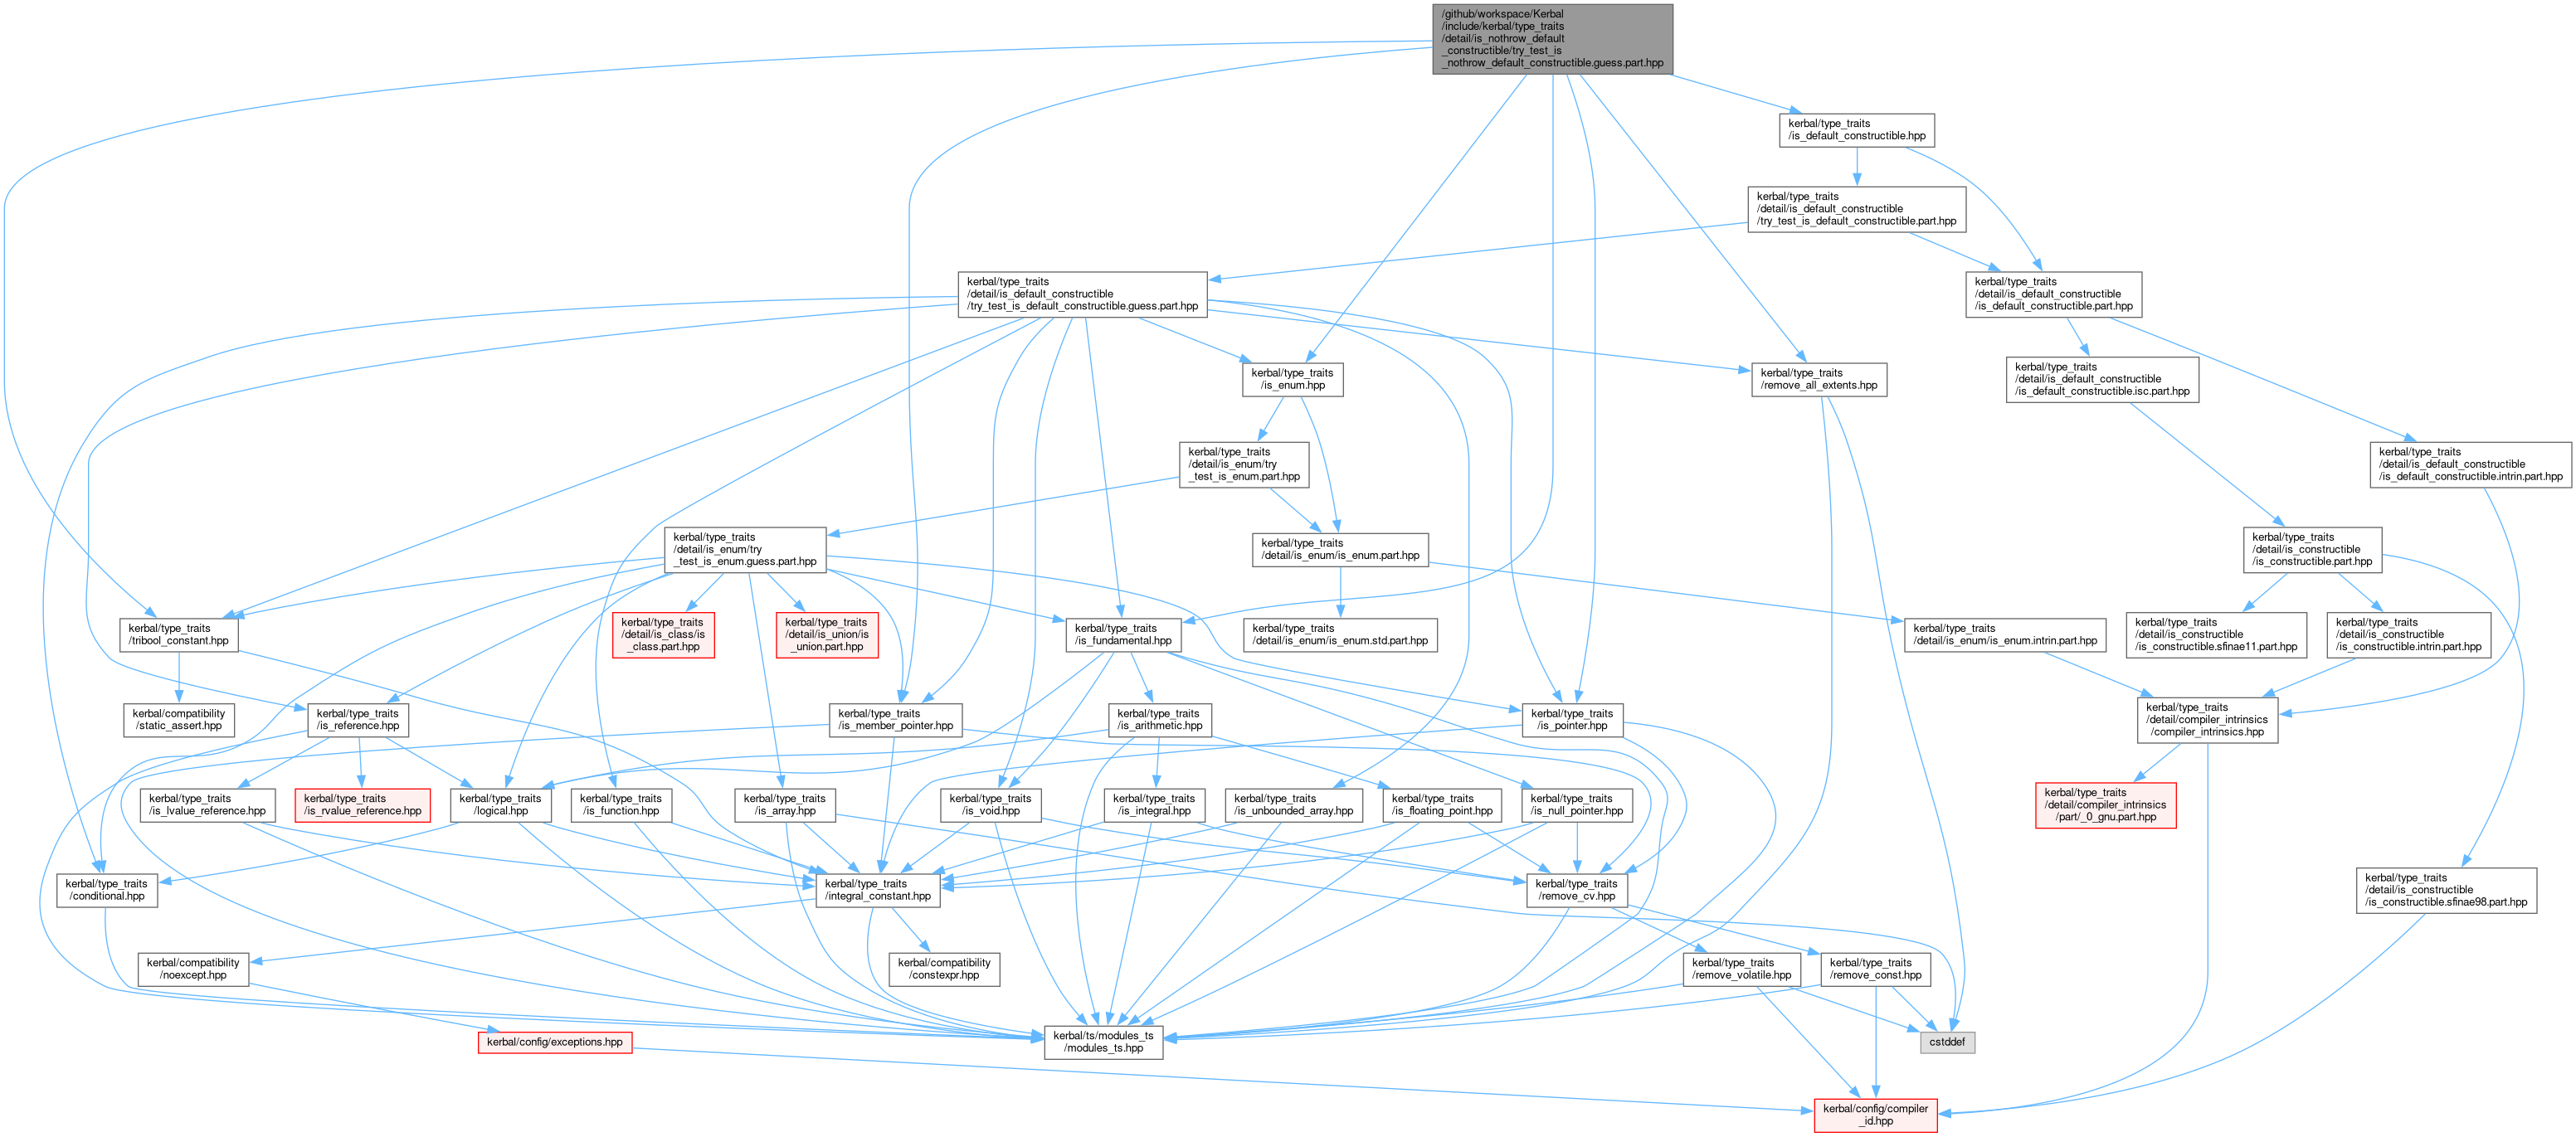 /github/workspace/Kerbal
/include/kerbal/type_traits
/detail/is_nothrow_default
_constructible/try_test_is
_nothrow_default_constructible.guess.part.hpp
kerbal/type_traits
/is_default_constructible.hpp
kerbal/type_traits
/detail/is_default_constructible
/try_test_is_default_constructible.part.hpp
kerbal/type_traits
/detail/is_default_constructible
/try_test_is_default_constructible.guess.part.hpp
kerbal/type_traits
/detail/is_default_constructible
/is_default_constructible.part.hpp
kerbal/type_traits
/is_enum.hpp
kerbal/type_traits
/remove_all_extents.hpp
kerbal/type_traits
/detail/is_default_constructible
/is_default_constructible.isc.part.hpp
kerbal/type_traits
/detail/is_enum/try
_test_is_enum.part.hpp
kerbal/type_traits
/detail/is_default_constructible
/is_default_constructible.intrin.part.hpp
kerbal/type_traits
/detail/is_enum/try
_test_is_enum.guess.part.hpp
kerbal/type_traits
/detail/is_enum/is_enum.part.hpp
kerbal/type_traits
/detail/is_constructible
/is_constructible.part.hpp
kerbal/type_traits
/tribool_constant.hpp
kerbal/type_traits
/detail/is_class/is
_class.part.hpp
kerbal/type_traits
/detail/is_union/is
_union.part.hpp
kerbal/type_traits
/is_fundamental.hpp
kerbal/type_traits
/detail/is_enum/is_enum.std.part.hpp
kerbal/type_traits
/detail/is_enum/is_enum.intrin.part.hpp
kerbal/type_traits
/detail/is_constructible
/is_constructible.sfinae11.part.hpp
kerbal/type_traits
/detail/is_constructible
/is_constructible.intrin.part.hpp
kerbal/compatibility
/static_assert.hpp
kerbal/type_traits
/is_reference.hpp
kerbal/type_traits
/is_member_pointer.hpp
kerbal/type_traits
/is_arithmetic.hpp
kerbal/type_traits
/is_pointer.hpp
kerbal/type_traits
/detail/compiler_intrinsics
/compiler_intrinsics.hpp
kerbal/type_traits
/is_lvalue_reference.hpp
kerbal/type_traits
/is_rvalue_reference.hpp
kerbal/type_traits
/logical.hpp
kerbal/type_traits
/is_function.hpp
kerbal/type_traits
/is_array.hpp
kerbal/type_traits
/is_void.hpp
kerbal/type_traits
/is_integral.hpp
kerbal/type_traits
/is_unbounded_array.hpp
kerbal/type_traits
/is_floating_point.hpp
kerbal/type_traits
/is_null_pointer.hpp
kerbal/type_traits
/detail/compiler_intrinsics
/part/_0_gnu.part.hpp
kerbal/type_traits
/conditional.hpp
kerbal/type_traits
/integral_constant.hpp
kerbal/type_traits
/remove_cv.hpp
kerbal/type_traits
/detail/is_constructible
/is_constructible.sfinae98.part.hpp
kerbal/compatibility
/noexcept.hpp
kerbal/compatibility
/constexpr.hpp
kerbal/type_traits
/remove_volatile.hpp
kerbal/type_traits
/remove_const.hpp
kerbal/config/exceptions.hpp
kerbal/ts/modules_ts
/modules_ts.hpp
cstddef
kerbal/config/compiler
_id.hpp